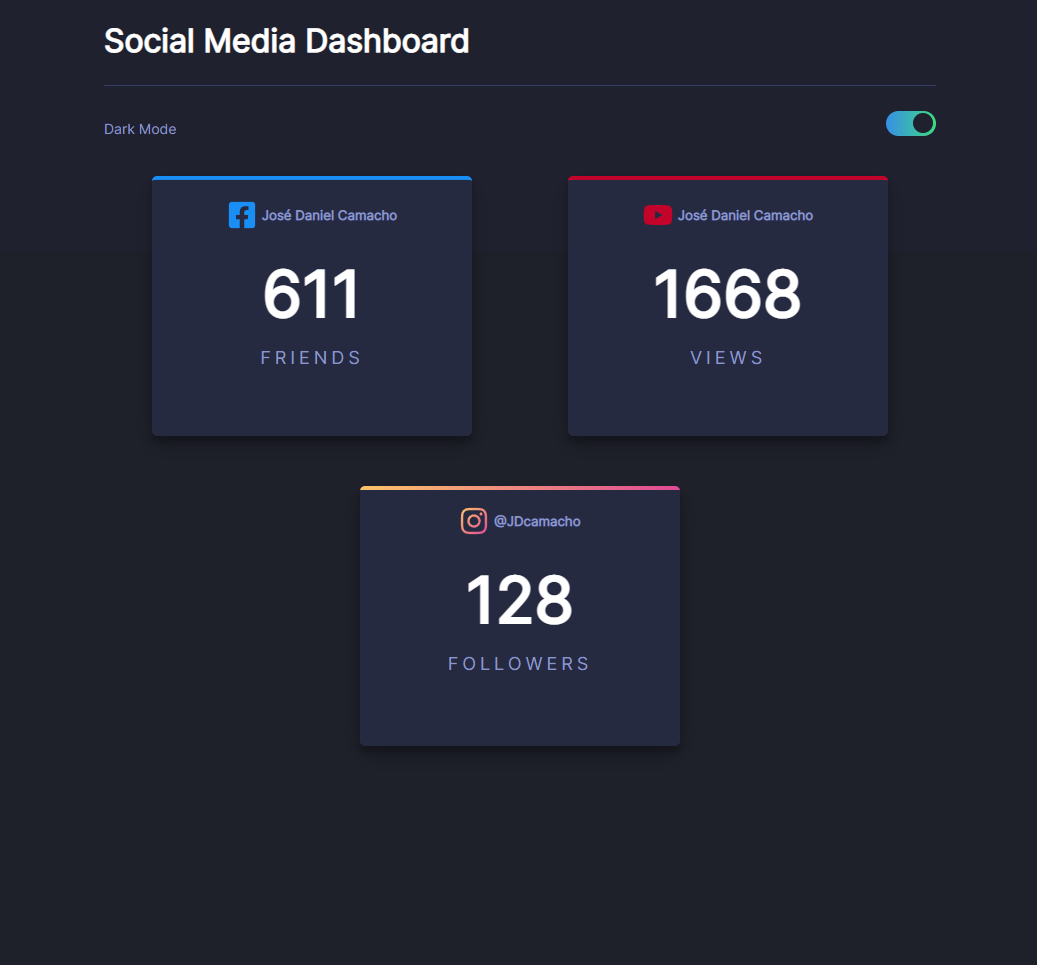 Social Media Dashboard
Dark Mode
José Daniel Camacho
611
FRIENDS
José Daniel Camacho
1668
VIEWS
@JDcamacho
128
FOLLOWERS